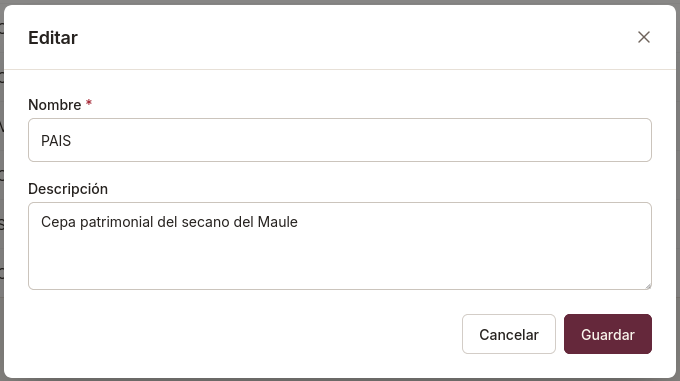 Editar
Nombre *
PAIS
Descripción
Cepa patrimonial del secano del Maule
Cancelar
Guardar